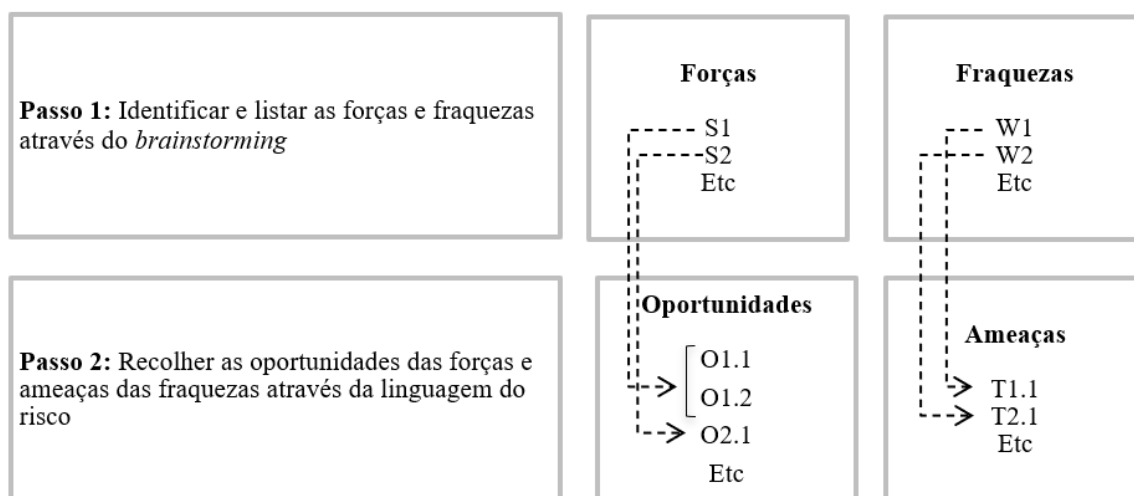 Passo 1: Identificar e listar as forças e fraquezas
através do brainstorming
Forças
S1
S2
Etc
Fraquezas
W1
W2
Etc
Passo 2: Recolher as oportunidades das forças e
ameaças das fraquezas através da linguagem do
risco
Oportunidades
O1.1
O1.2
O2.1
Etc
Ameaças
T1.1
T2.1
Etc